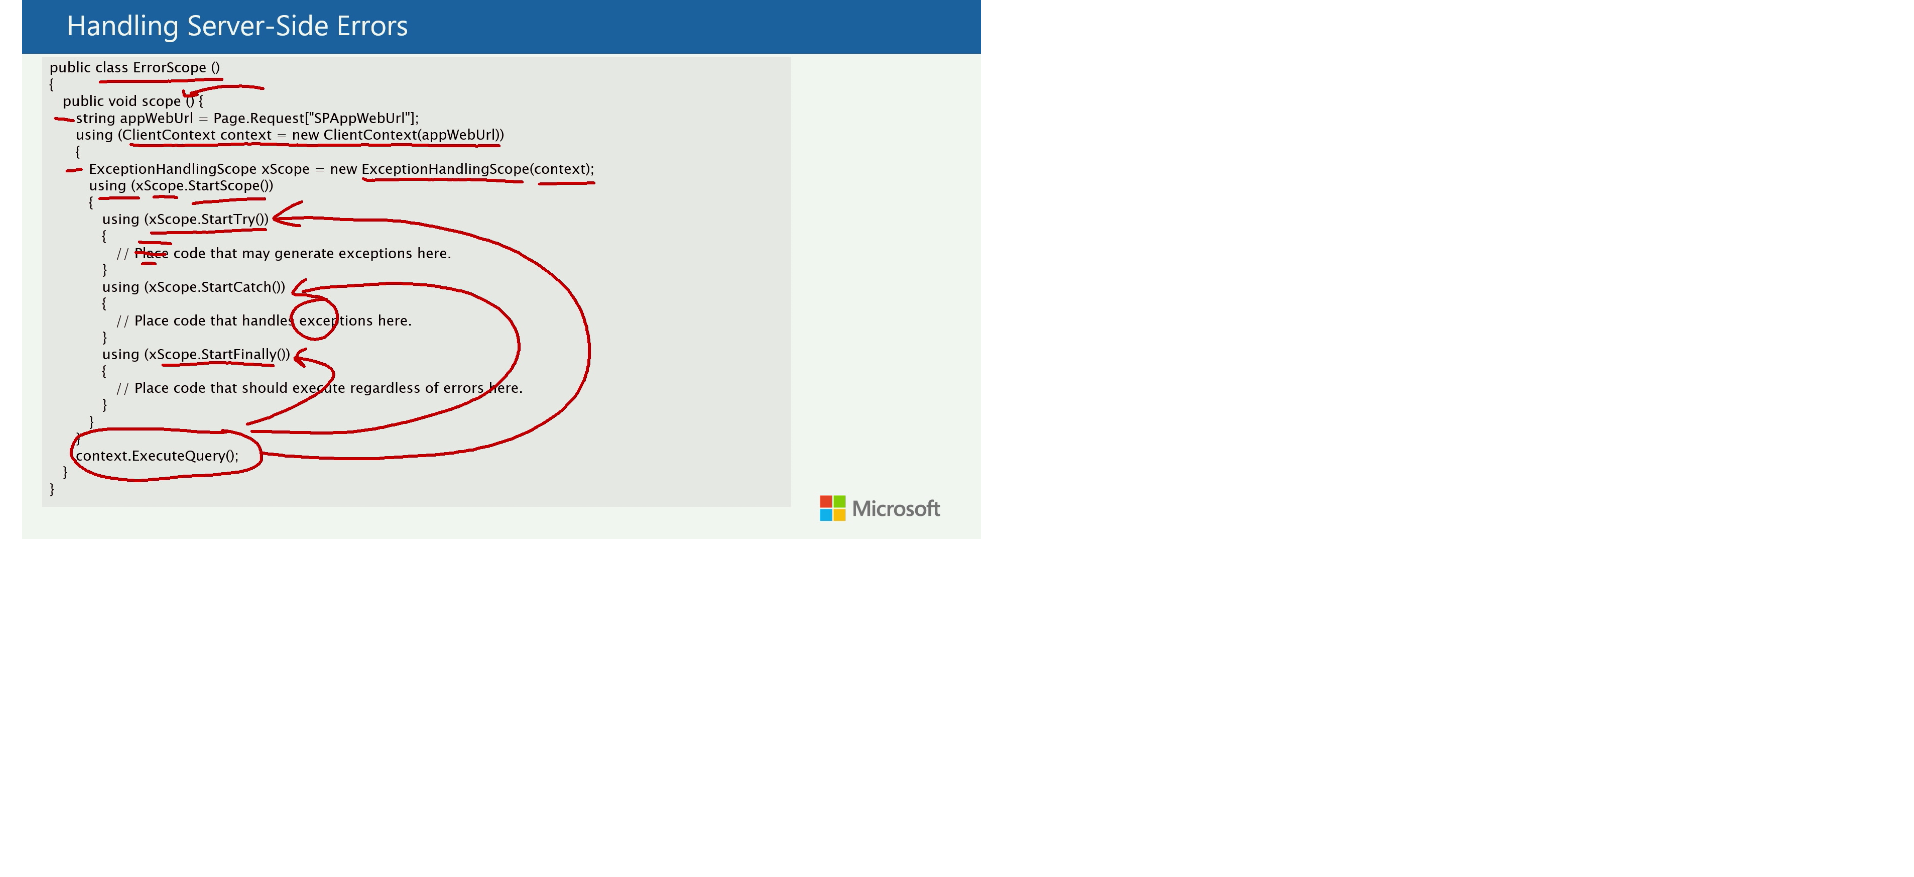 Handling Server-Side Errors
public class ErrorScope ()
{
public void scope () {
string appWebUrl = Page.Request["SPAppWebUrl"];
using (ClientContext context = new ClientContext(appWebUrl))
{
ExceptionHandlingScope xScope = new ExceptionHandlingScope(context);
using (xScope.StartScope())
{
using (xScope.StartTry())
{
// Place code that may generate exceptions here.
}
using (xScope.StartCatch())
{
// Place code that handles exceptions here.
}
using (xScope.StartFinally())
{
// Place code that should execute regardless of errors here.
}
}
}
context.ExecuteQuery();
}
}
Microsoft